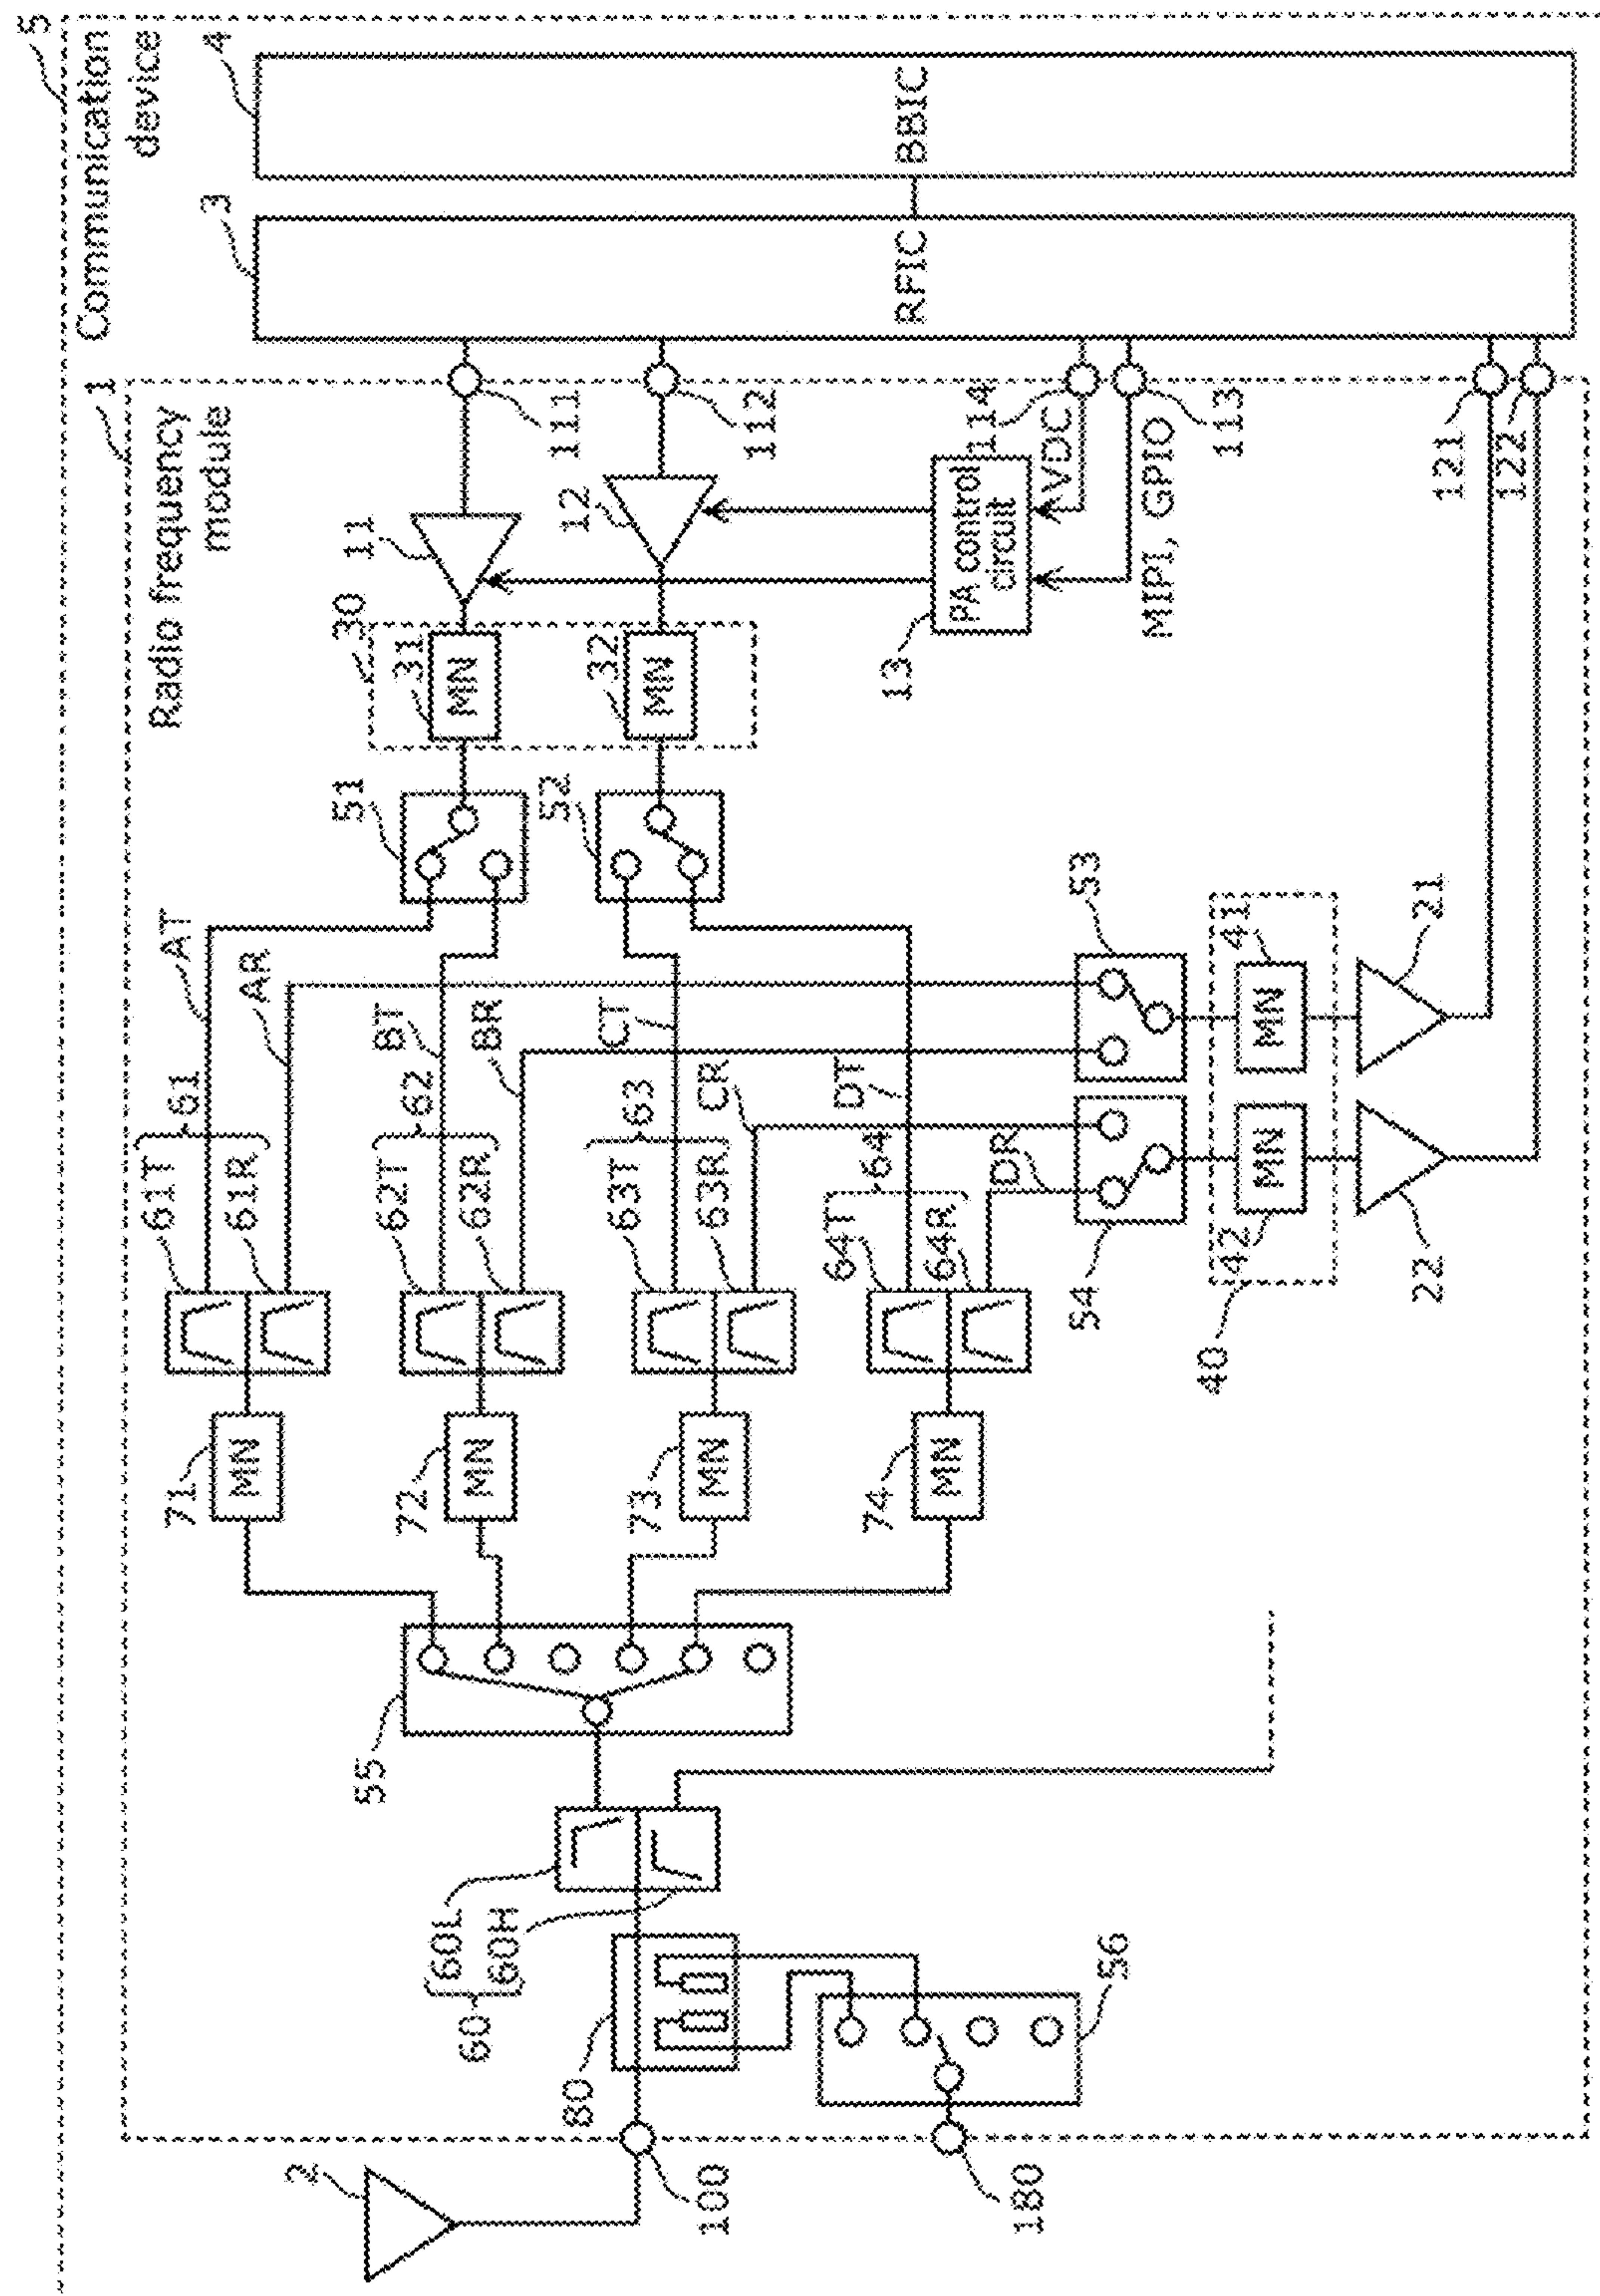 5
Communication
device
1
Radio frequency
module
2
3
4
RFIC
BBIC
61
61T
61R
AT
AR
71
MN
62
62T
62R
BT
BR
72
MN
63
63T
63R
CT
CR
73
MN
64
64T
64R
DT
DR
74
MN
51
52
30
31
MN
32
MN
11
12
111
112
55
60L
60H
60
80
56
100
180
13
PA control
circuit
VDC
114
MIPI, GPIO
113
53
54
40
41
MN
42
MN
21
22
121
122